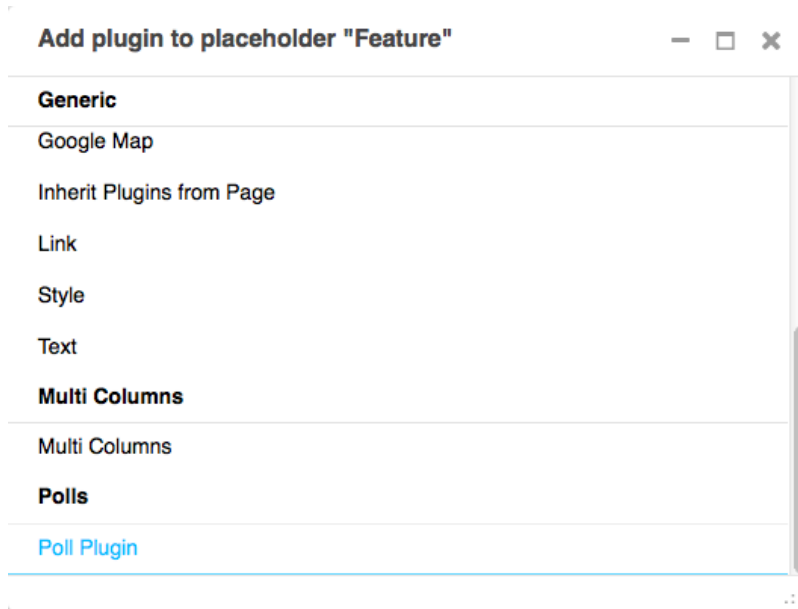 Add plugin to placeholder "Feature"
Generic
Google Map
Inherit Plugins from Page
Link
Style
Text
Multi Columns
Multi Columns
Polls
Poll Plugin